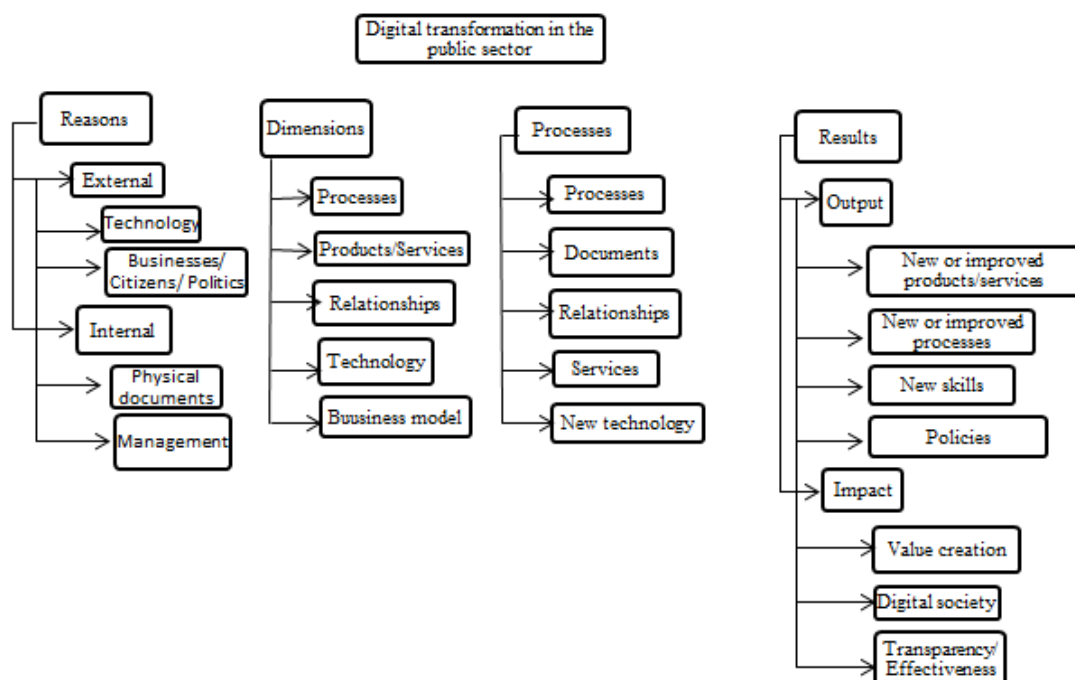 Digital transformation in the
public sector
Reasons
External
Technology
Businesses/
Citizens/ Politics
Internal
Physical
documents
Management
Dimensions
Processes
Products/Services
Relationships
Technology
Buusiness model
Processes
Processes
Documents
Relationships
Services
New technology
Results
Output
New or improved
products/services
New or improved
processes
New skills
Policies
Impact
Value creation
Digital society
Transparency/
Effectiveness